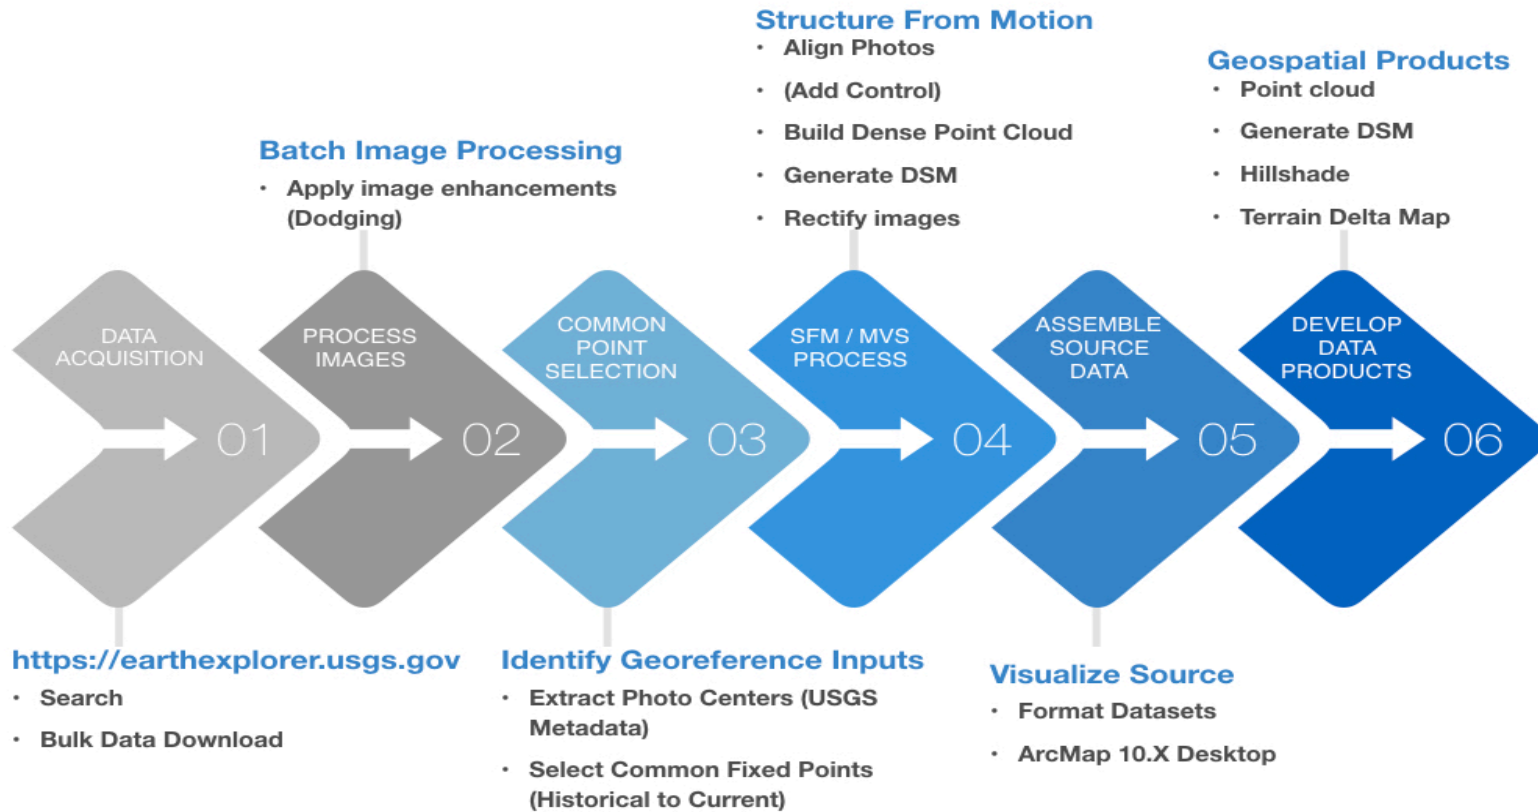 Structure From Motion
• Align Photos
• (Add Control)
• Build Dense Point Cloud
• Generate DSM
• Rectify images
Geospatial Products
• Point cloud
• Generate DSM
• Hillshade
• Terrain Delta Map
Batch Image Processing
• Apply image enhancements
(Dodging)
DATA
ACQUISITION
01
PROCESS
IMAGES
02
COMMON
POINT
SELECTION
03
SFM / MVS
PROCESS
04
ASSEMBLE
SOURCE
DATA
05
DEVELOP
DATA
PRODUCTS
06
https://earthexplorer.usgs.gov
• Search
• Bulk Data Download
Identify Georeference Inputs
• Extract Photo Centers (USGS
Metadata)
• Select Common Fixed Points
(Historical to Current)
Visualize Source
• Format Datasets
• ArcMap 10.X Desktop